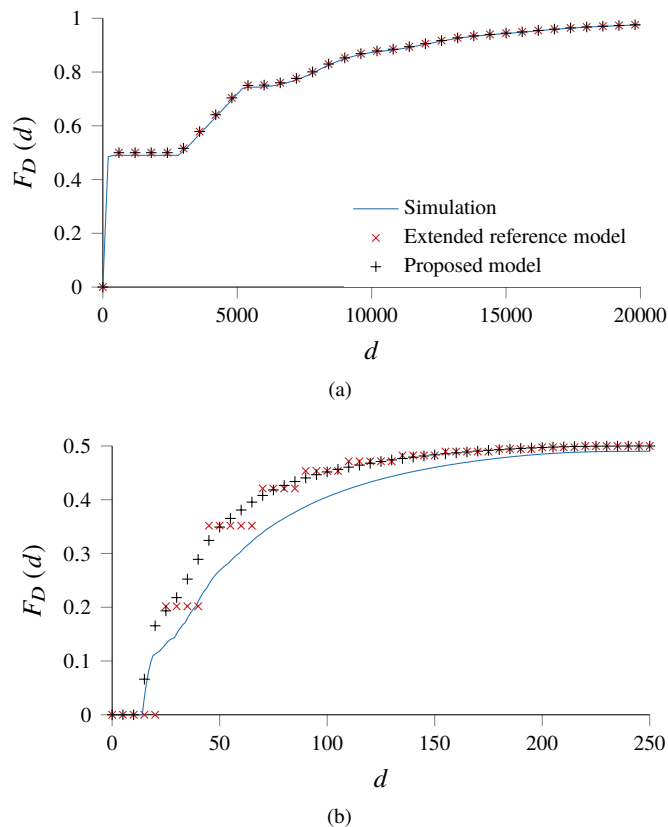 1
0.8
0.6
0.4
0.2
0
F_D (d)
Simulation
Extended reference model
Proposed model
0 5000 10000 15000 20000
d
(a)
0.5
0.4
0.3
0.2
0.1
0
F_D (d)
0 50 100 150 200 250
d
(b)